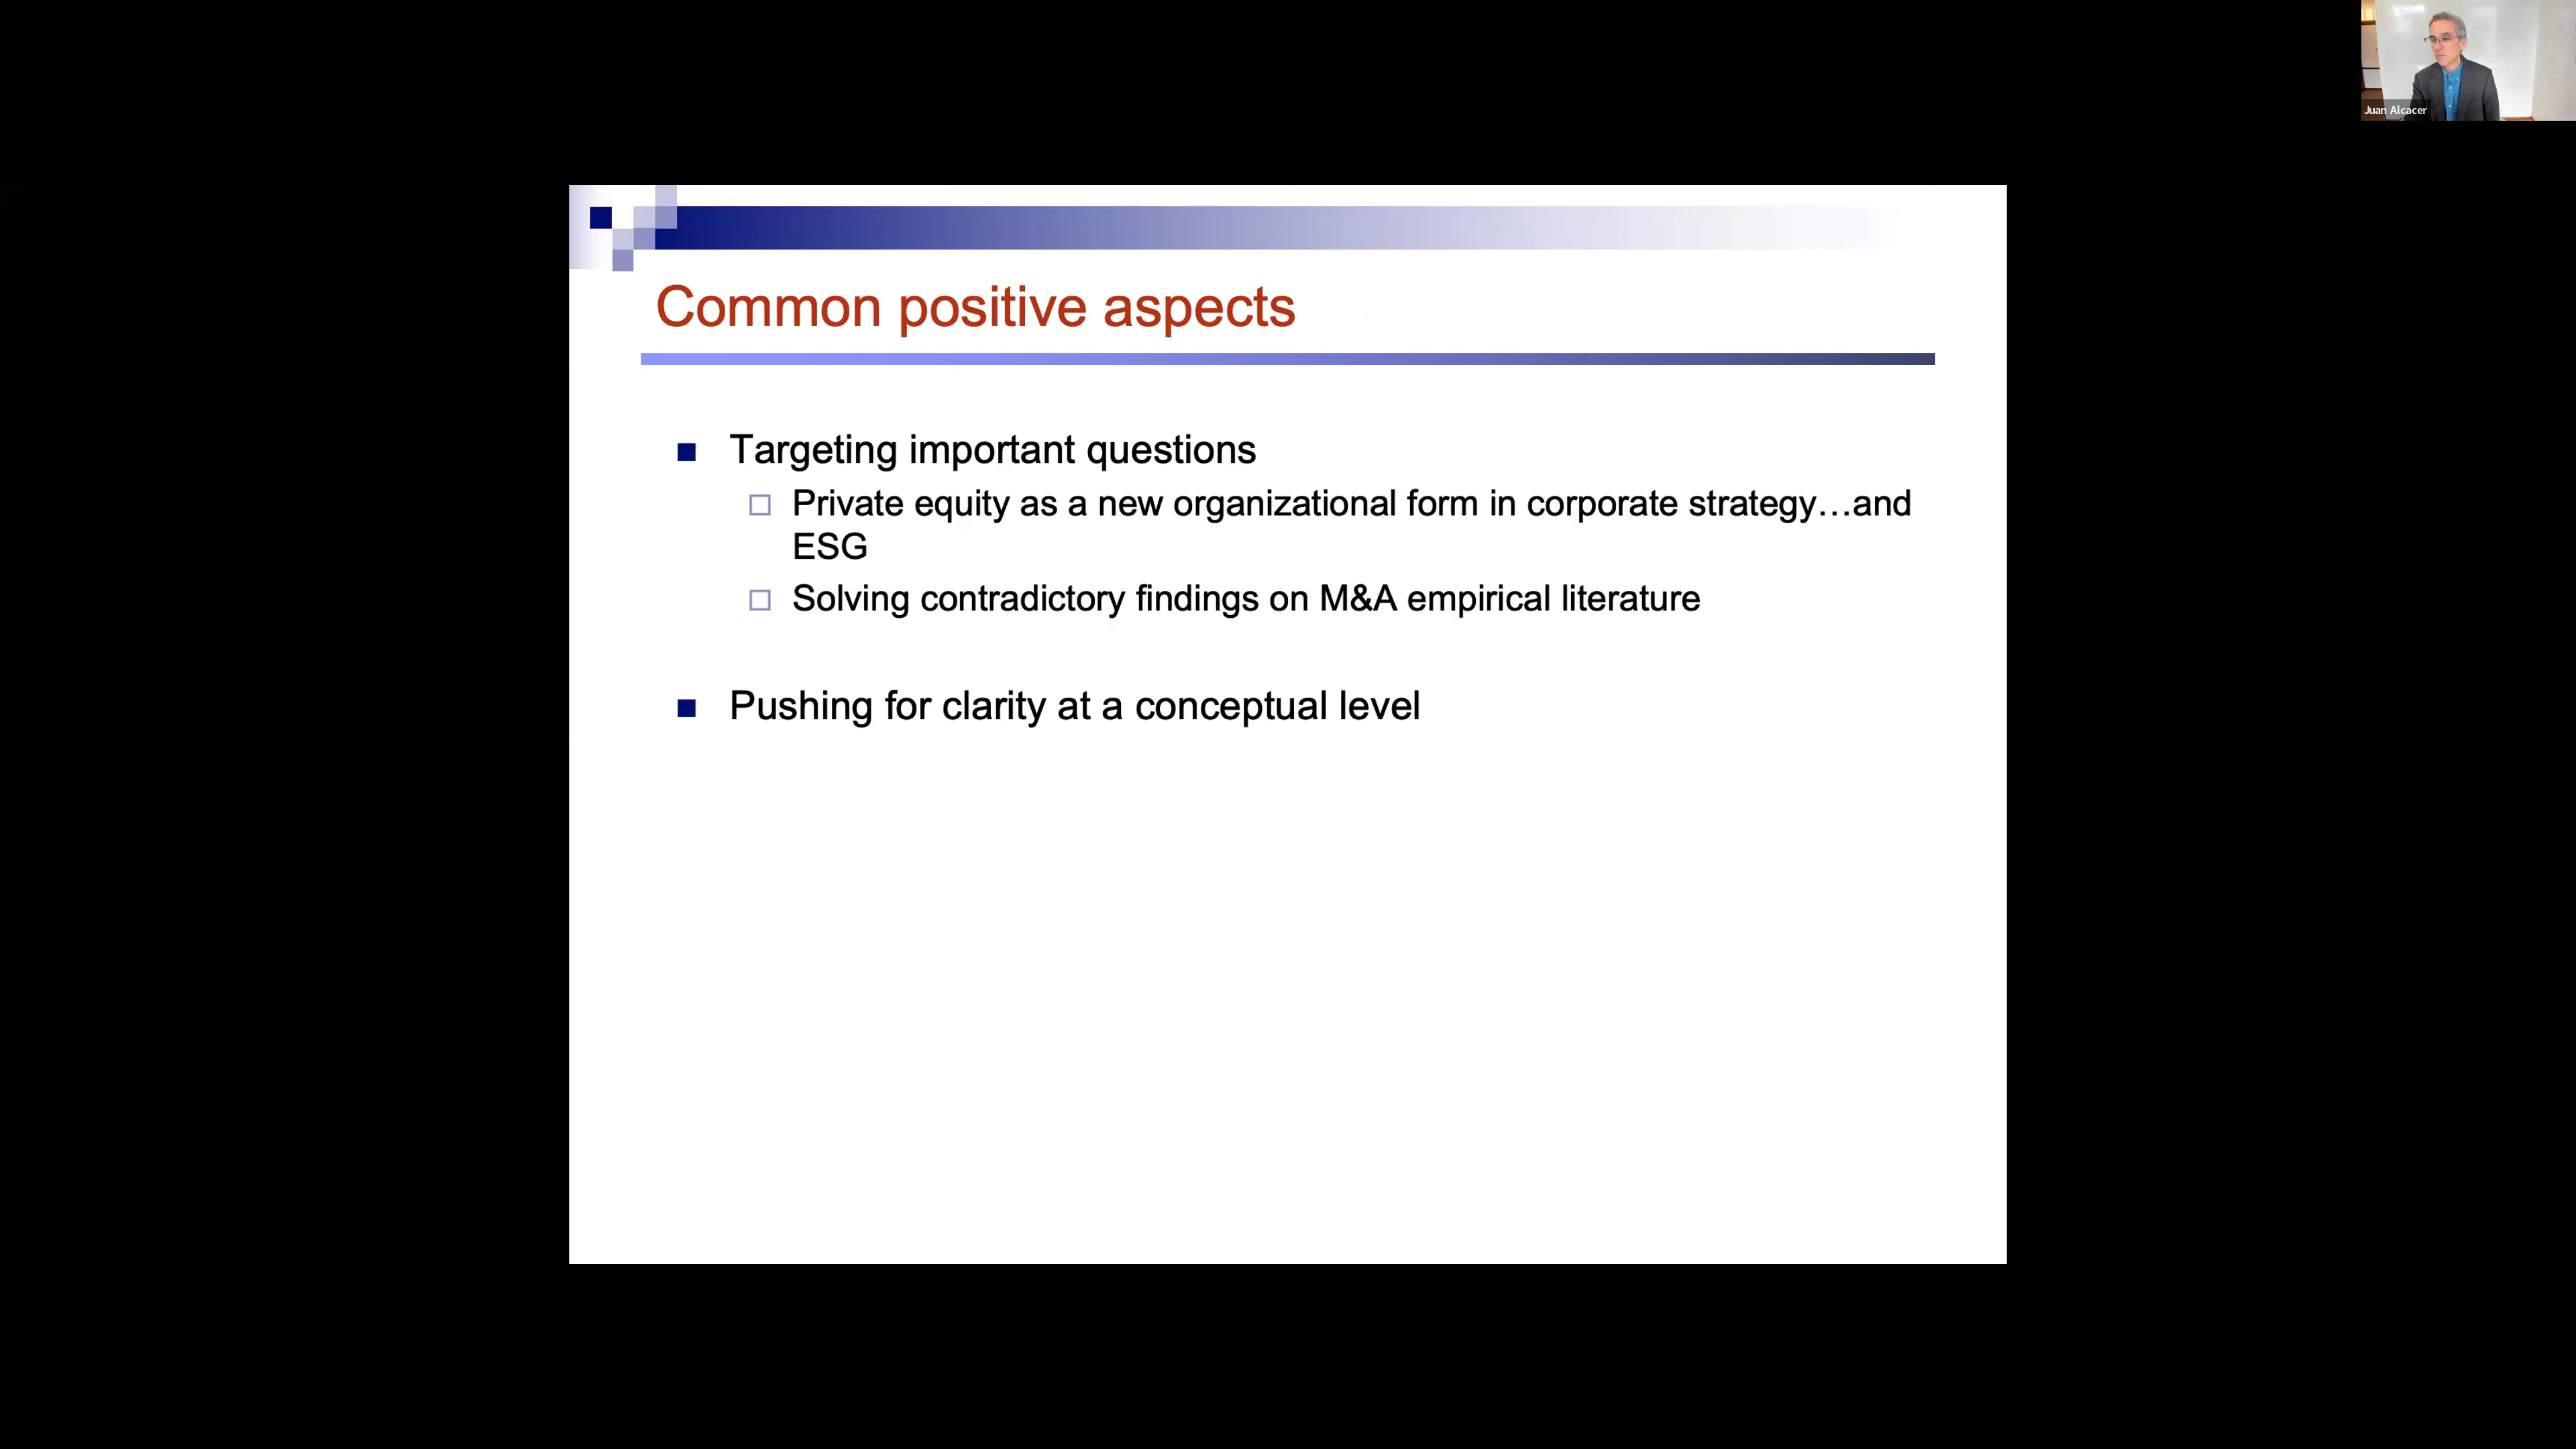 Juan Alcacer
Common positive aspects
Targeting important questions
Private equity as a new organizational form in corporate strategy…and
ESG
Solving contradictory findings on M&A empirical literature
Pushing for clarity at a conceptual level